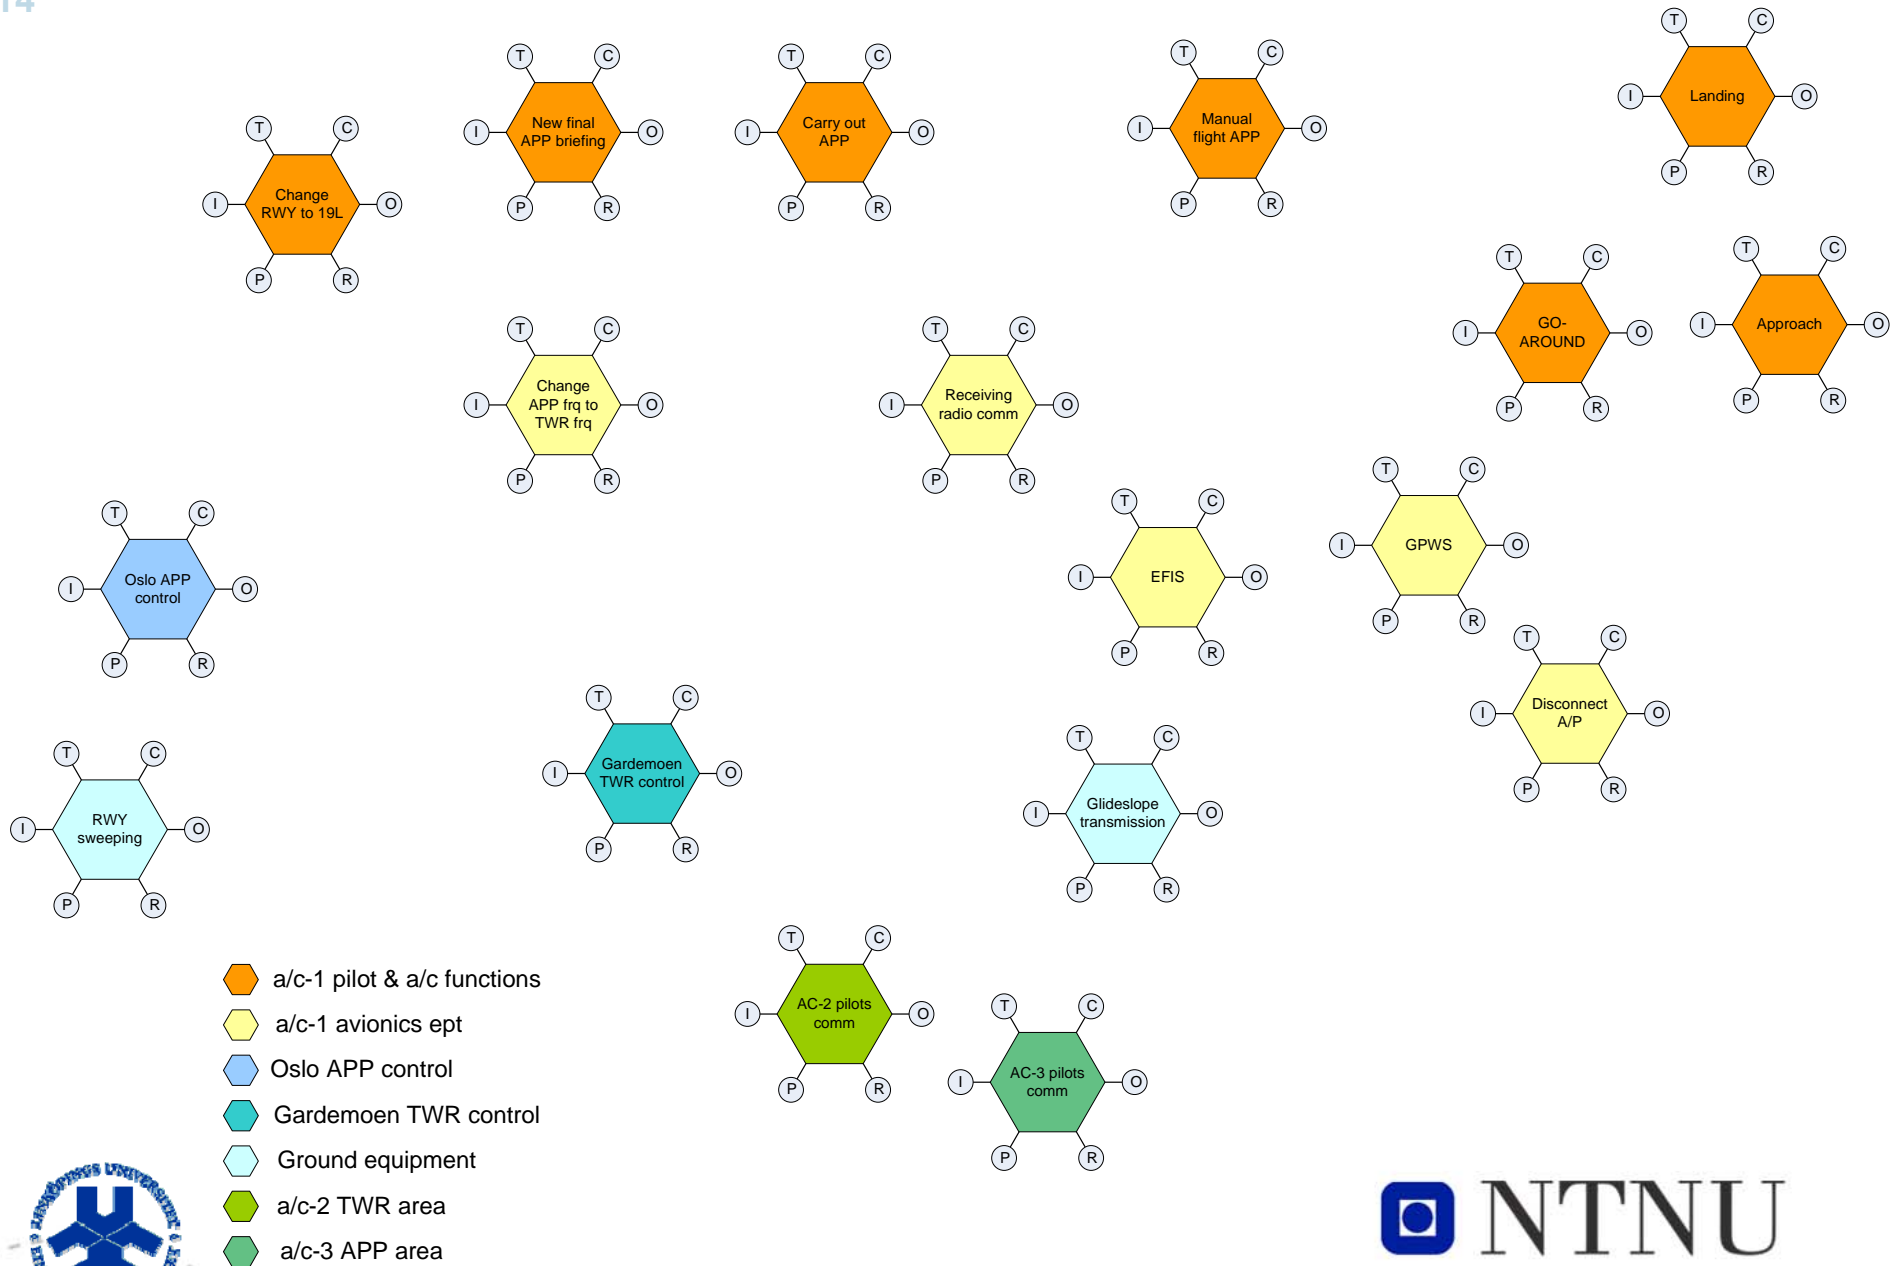 14
T C
I New final O
APP briefing
P R
T C
I Carry out O
APP
P R
T C
I Manual O
flight APP
P R
T C
I Landing O
P R
T C
I Change O
RWY to 19L
P R
T C
I GO- O
AROUND
P R
T C
I Approach O
P R
T C
Change
I APP frq to O
TWR frq
P R
T C
I Receiving O
radio comm
P R
T C
I GPWS O
P R
T C
I EFIS O
P R
T C
I Oslo APP O
control
P R
T C
I Disconnect O
A/P
P R
T C
I Gardemoen O
TWR control
P R
T C
I Glideslope O
transmission
P R
T C
I RWY O
sweeping
P R
T C
I AC-2 pilots O
comm
P R
T C
I AC-3 pilots O
comm
P R
a/c-1 pilot & a/c functions
a/c-1 avionics ept
Oslo APP control
Gardemoen TWR control
Ground equipment
a/c-2 TWR area
a/c-3 APP area
NTNU